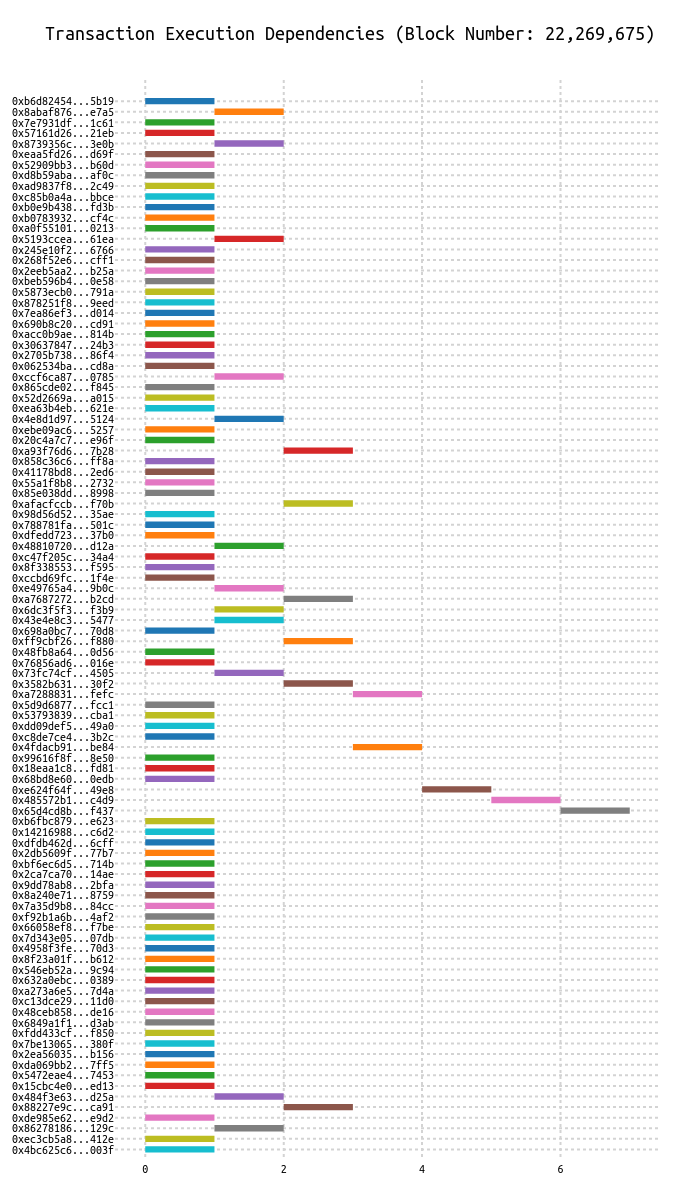 Transaction Execution Dependencies (Block Number: 22,269,675)
0xb6d82454...5b19
0x8abaf876...e7a5
0x7e7931df...1c61
0x57161d26...21eb
0x8739356c...3e0b
0xeaa5fd26...d69f
0x52909bb3...b60d
0xd8b59aba...af0c
0xad9837f8...2c49
0xc85b0a4a...bbce
0xb0e9b438...fd3b
0xb0783932...cf4c
0xa0f55101...0213
0x5193ccea...61ea
0x245e10f2...6766
0x268f52e6...cff1
0x2eeb5aa2...b25a
0xbeb596b4...0e58
0x5873ecb0...791a
0x878251f8...9eed
0x7ea86ef3...d014
0x690b8c20...cd91
0xacc0b9ae...814b
0x30637847...24b3
0x2705b738...86f4
0x062534ba...cd8a
0xccf6ca87...0785
0x865cde02...f845
0x52d2669a...a015
0xea63b4eb...621e
0x4e8d1d97...5124
0xebe09ac6...5257
0x20c4a7c7...e96f
0xa93f76d6...7b28
0x858c36c6...ff8a
0x41178bd8...2ed6
0x55a1f8b8...2732
0x85e038dd...8998
0xafacfccb...f70b
0x98d56d52...35ae
0x788781fa...501c
0xdfedd723...37b0
0x48810720...d12a
0xc47f205c...34a4
0x8f338553...f595
0xccbd69fc...1f4e
0xe49765a4...9b0c
0xa7687272...b2cd
0x6dc3f5f3...f3b9
0x43e4e8c3...5477
0x698a0bc7...70d8
0xff9cbf26...f880
0x48fb8a64...0d56
0x76856ad6...016e
0x73fc74cf...4505
0x3582b631...30f2
0xa7288831...fefc
0x5d9d6877...fcc1
0x53793839...cba1
0xdd09def5...49a0
0xc8de7ce4...3b2c
0x4fdacb91...be84
0x99616f8f...8e50
0x18eaa1c8...fd81
0x68bd8e60...0edb
0xe624f64f...49e8
0x485572b1...c4d9
0x65d4cd8b...f437
0xb6fbc879...e623
0x14216988...c6d2
0xdfdb462d...6cff
0x2db5609f...77b7
0xbf6ec6d5...714b
0x2ca7ca70...14ae
0x9dd78ab8...2bfa
0x8a240e71...8759
0x7a35d9b8...84cc
0xf92b1a6b...4af2
0x66058ef8...f7be
0x7d343e05...07db
0x4958f3fe...70d3
0x8f23a01f...b612
0x546eb52a...9c94
0x632a0ebc...0389
0xa273a6e5...7d4a
0xc13dce29...11d0
0x48ceb858...de16
0x6849a1f1...d3ab
0xfdd433cf...f850
0x7be13065...380f
0x2ea56035...b156
0xda069bb2...7ff5
0x5472eae4...7453
0x15cbc4e0...ed13
0x484f3e63...d25a
0x88227e9c...ca91
0xde985e62...e9d2
0x86278186...129c
0xec3cb5a8...412e
0x4bc625c6...003f
0 2 4 6